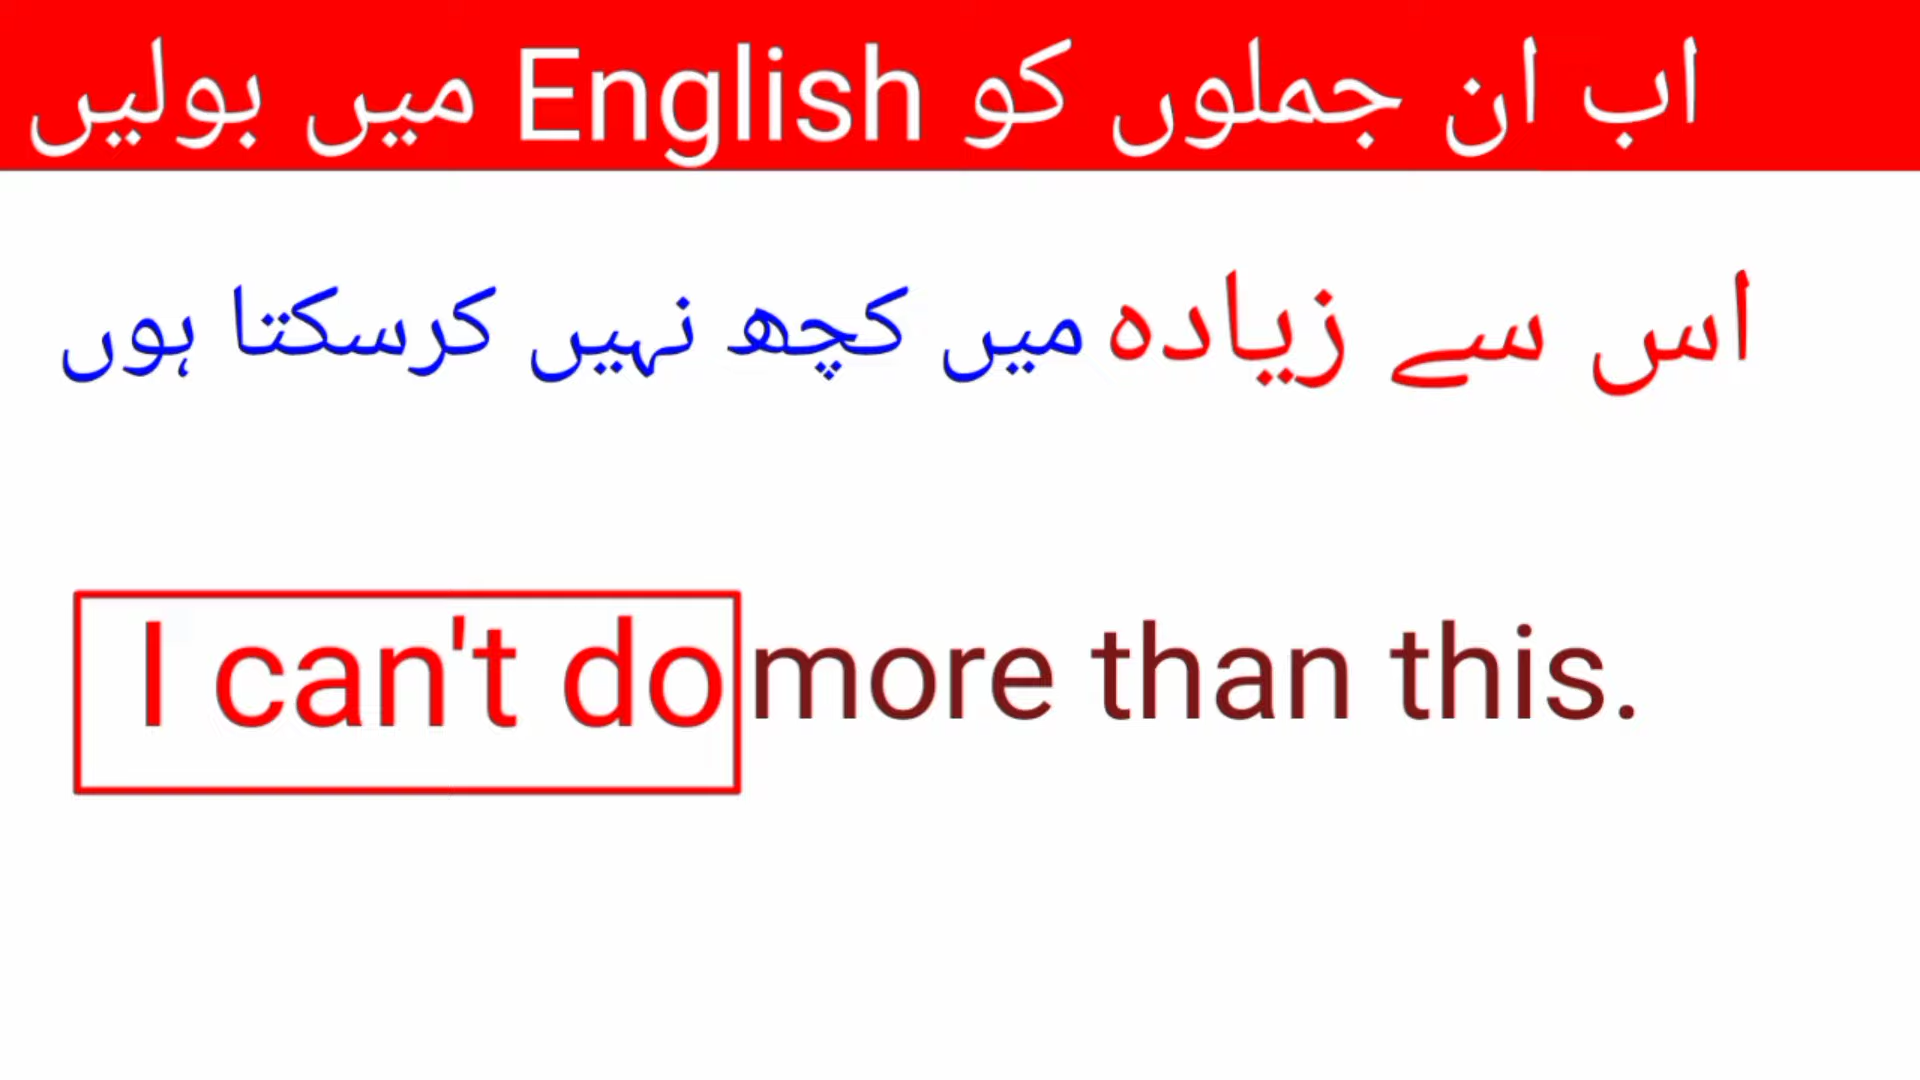 اب ان جملوں کو English میں بولیں
اس سے زیادہ میں کچھ نہیں کرسکتا ہوں
I can't do more than this.